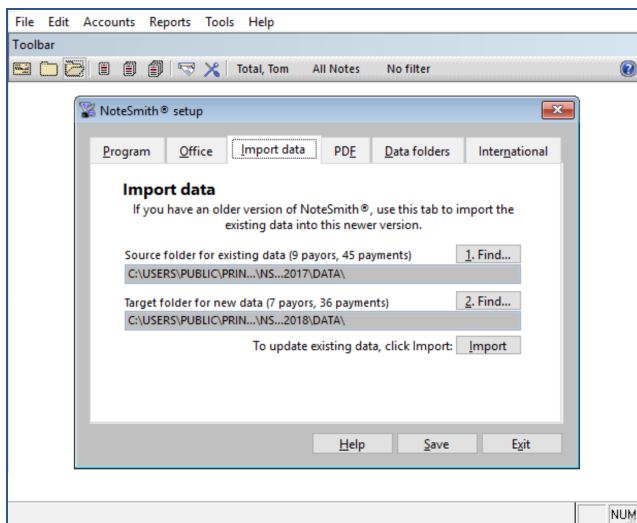 File Edit Accounts Reports Tools Help
Toolbar
Total, Tom All Notes No filter
NoteSmith® setup
Program Office Import data PDF Data folders International
Import data
If you have an older version of NoteSmith®, use this tab to import the
existing data into this newer version.
Source folder for existing data (9 payors, 45 payments) 1. Find...
C:\USERS\PUBLIC\PRIN...\NS...2017\DATA\
Target folder for new data (7 payors, 36 payments) 2. Find...
C:\USERS\PUBLIC\PRIN...\NS...2018\DATA\
To update existing data, click Import: Import
Help Save Exit
NUM